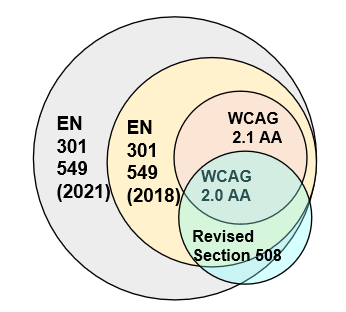 EN
301
549
(2021)
EN
301
549
(2018)
WCAG
2.1 AA
WCAG
2.0 AA
Revised
Section 508